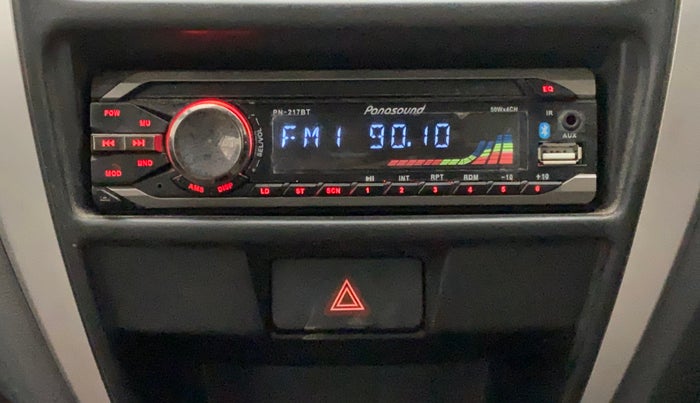 EQ
POW
PN-217BT
Panasound
50Wx4CH
IR
MU
SEL/VOL
FM1 90.10
AUX
BND
MOD
AMS
DISP
INT
RPT
RDM
-10
+10
LD
ST
SCN
1
2
3
4
5
6